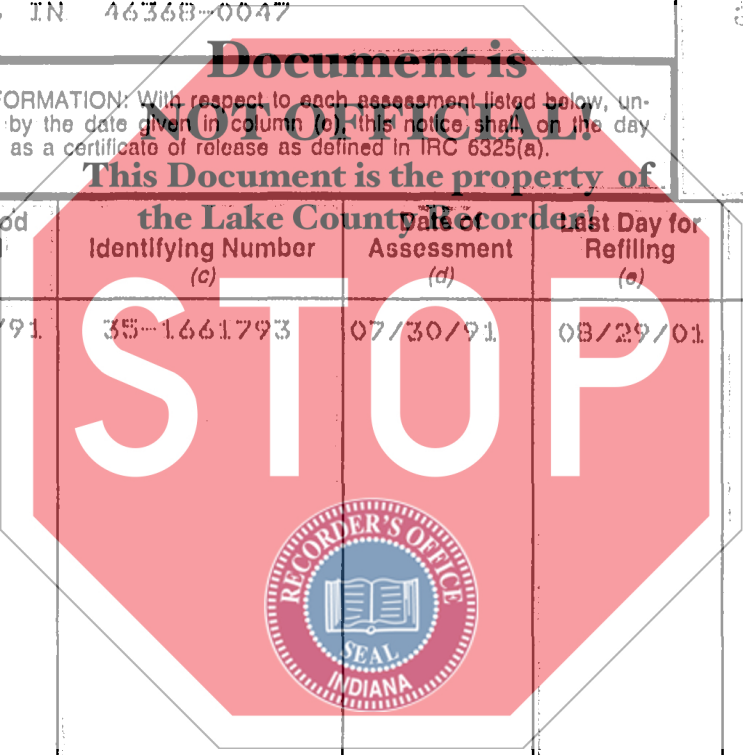 IN 46368-0047
Document is
NOT OFFICIAL!
This Document is the property of
the Lake County Recorder!
FORMATION: With respect to each assessment listed below, un-
by the date given in column (e), this notice shall, on the day
as a certificate of release as defined in IRC 6325(a).
od
Identifying Number
(c)
Date of
Assessment
(d)
Last Day for
Refiling
(e)
/91 35-1661793 07/30/91 08/29/01
STOP
RECORDER'S OFFICE
SEAL
INDIANA